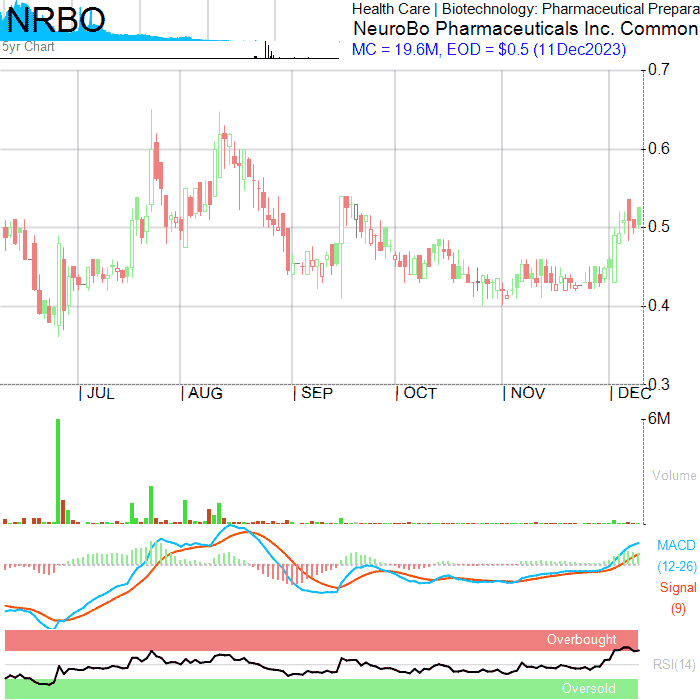 NRBO
Health Care | Biotechnology: Pharmaceutical Prepara
NeuroBo Pharmaceuticals Inc. Common
5yr Chart
MC = 19.6M, EOD = $0.5 (11Dec2023)
0.7
0.6
0.5
0.4
0.3
| JUL | AUG | SEP | OCT | NOV | DEC
6M
Volume
MACD
(12-26)
Signal
(9)
Overbought
RSI(14)
Oversold